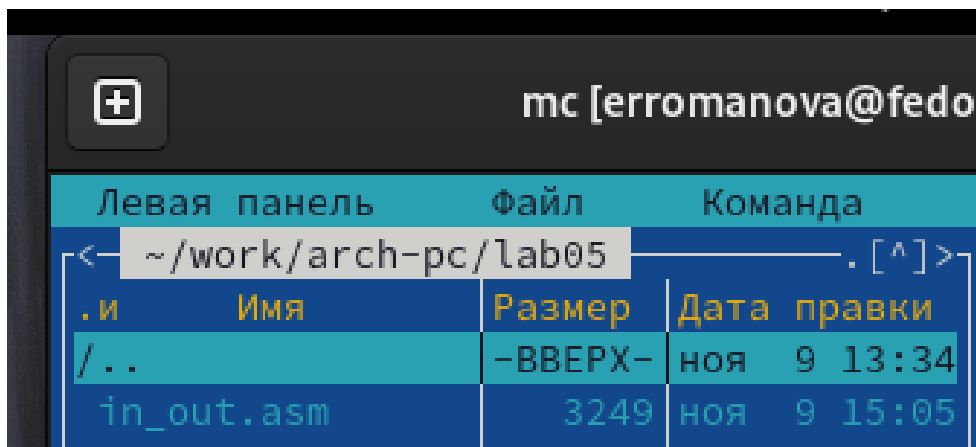 mc [erromanova@fedo
Левая панель Файл Команда
<- ~/work/arch-pc/lab05 .[^]>
.и Имя Размер Дата правки
/.. -ВВЕРХ- ноя 9 13:34
in_out.asm 3249 ноя 9 15:05